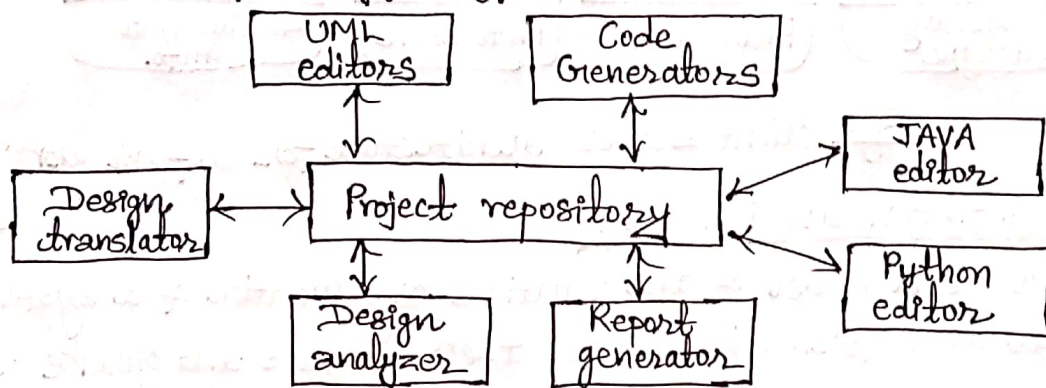 UML
editors
Code
Generators
JAVA
editor
Design
translator
Project repository
Python
editor
Design
analyzer
Report
generator